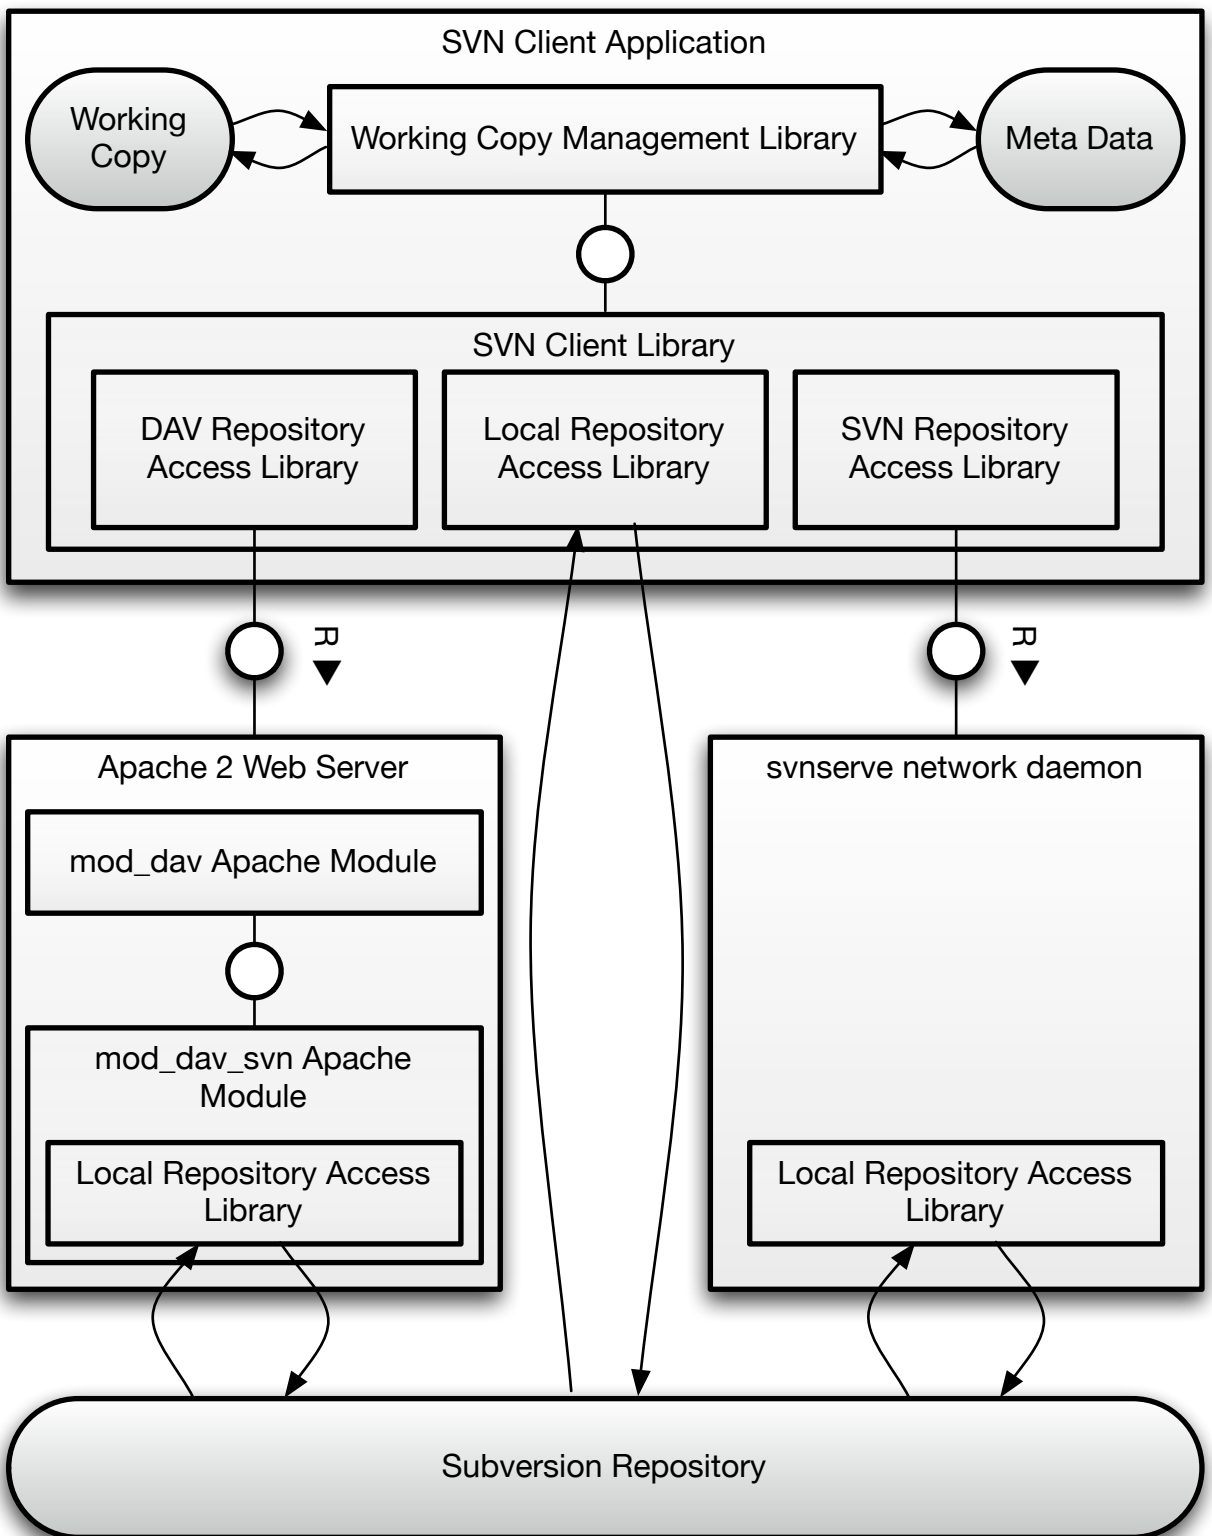 SVN Client Application
Working
Copy
Working Copy Management Library
Meta Data
SVN Client Library
DAV Repository
Access Library
Local Repository
Access Library
SVN Repository
Access Library
R
R
Apache 2 Web Server
mod_dav Apache Module
mod_dav_svn Apache
Module
Local Repository Access
Library
svnserve network daemon
Local Repository Access
Library
Subversion Repository